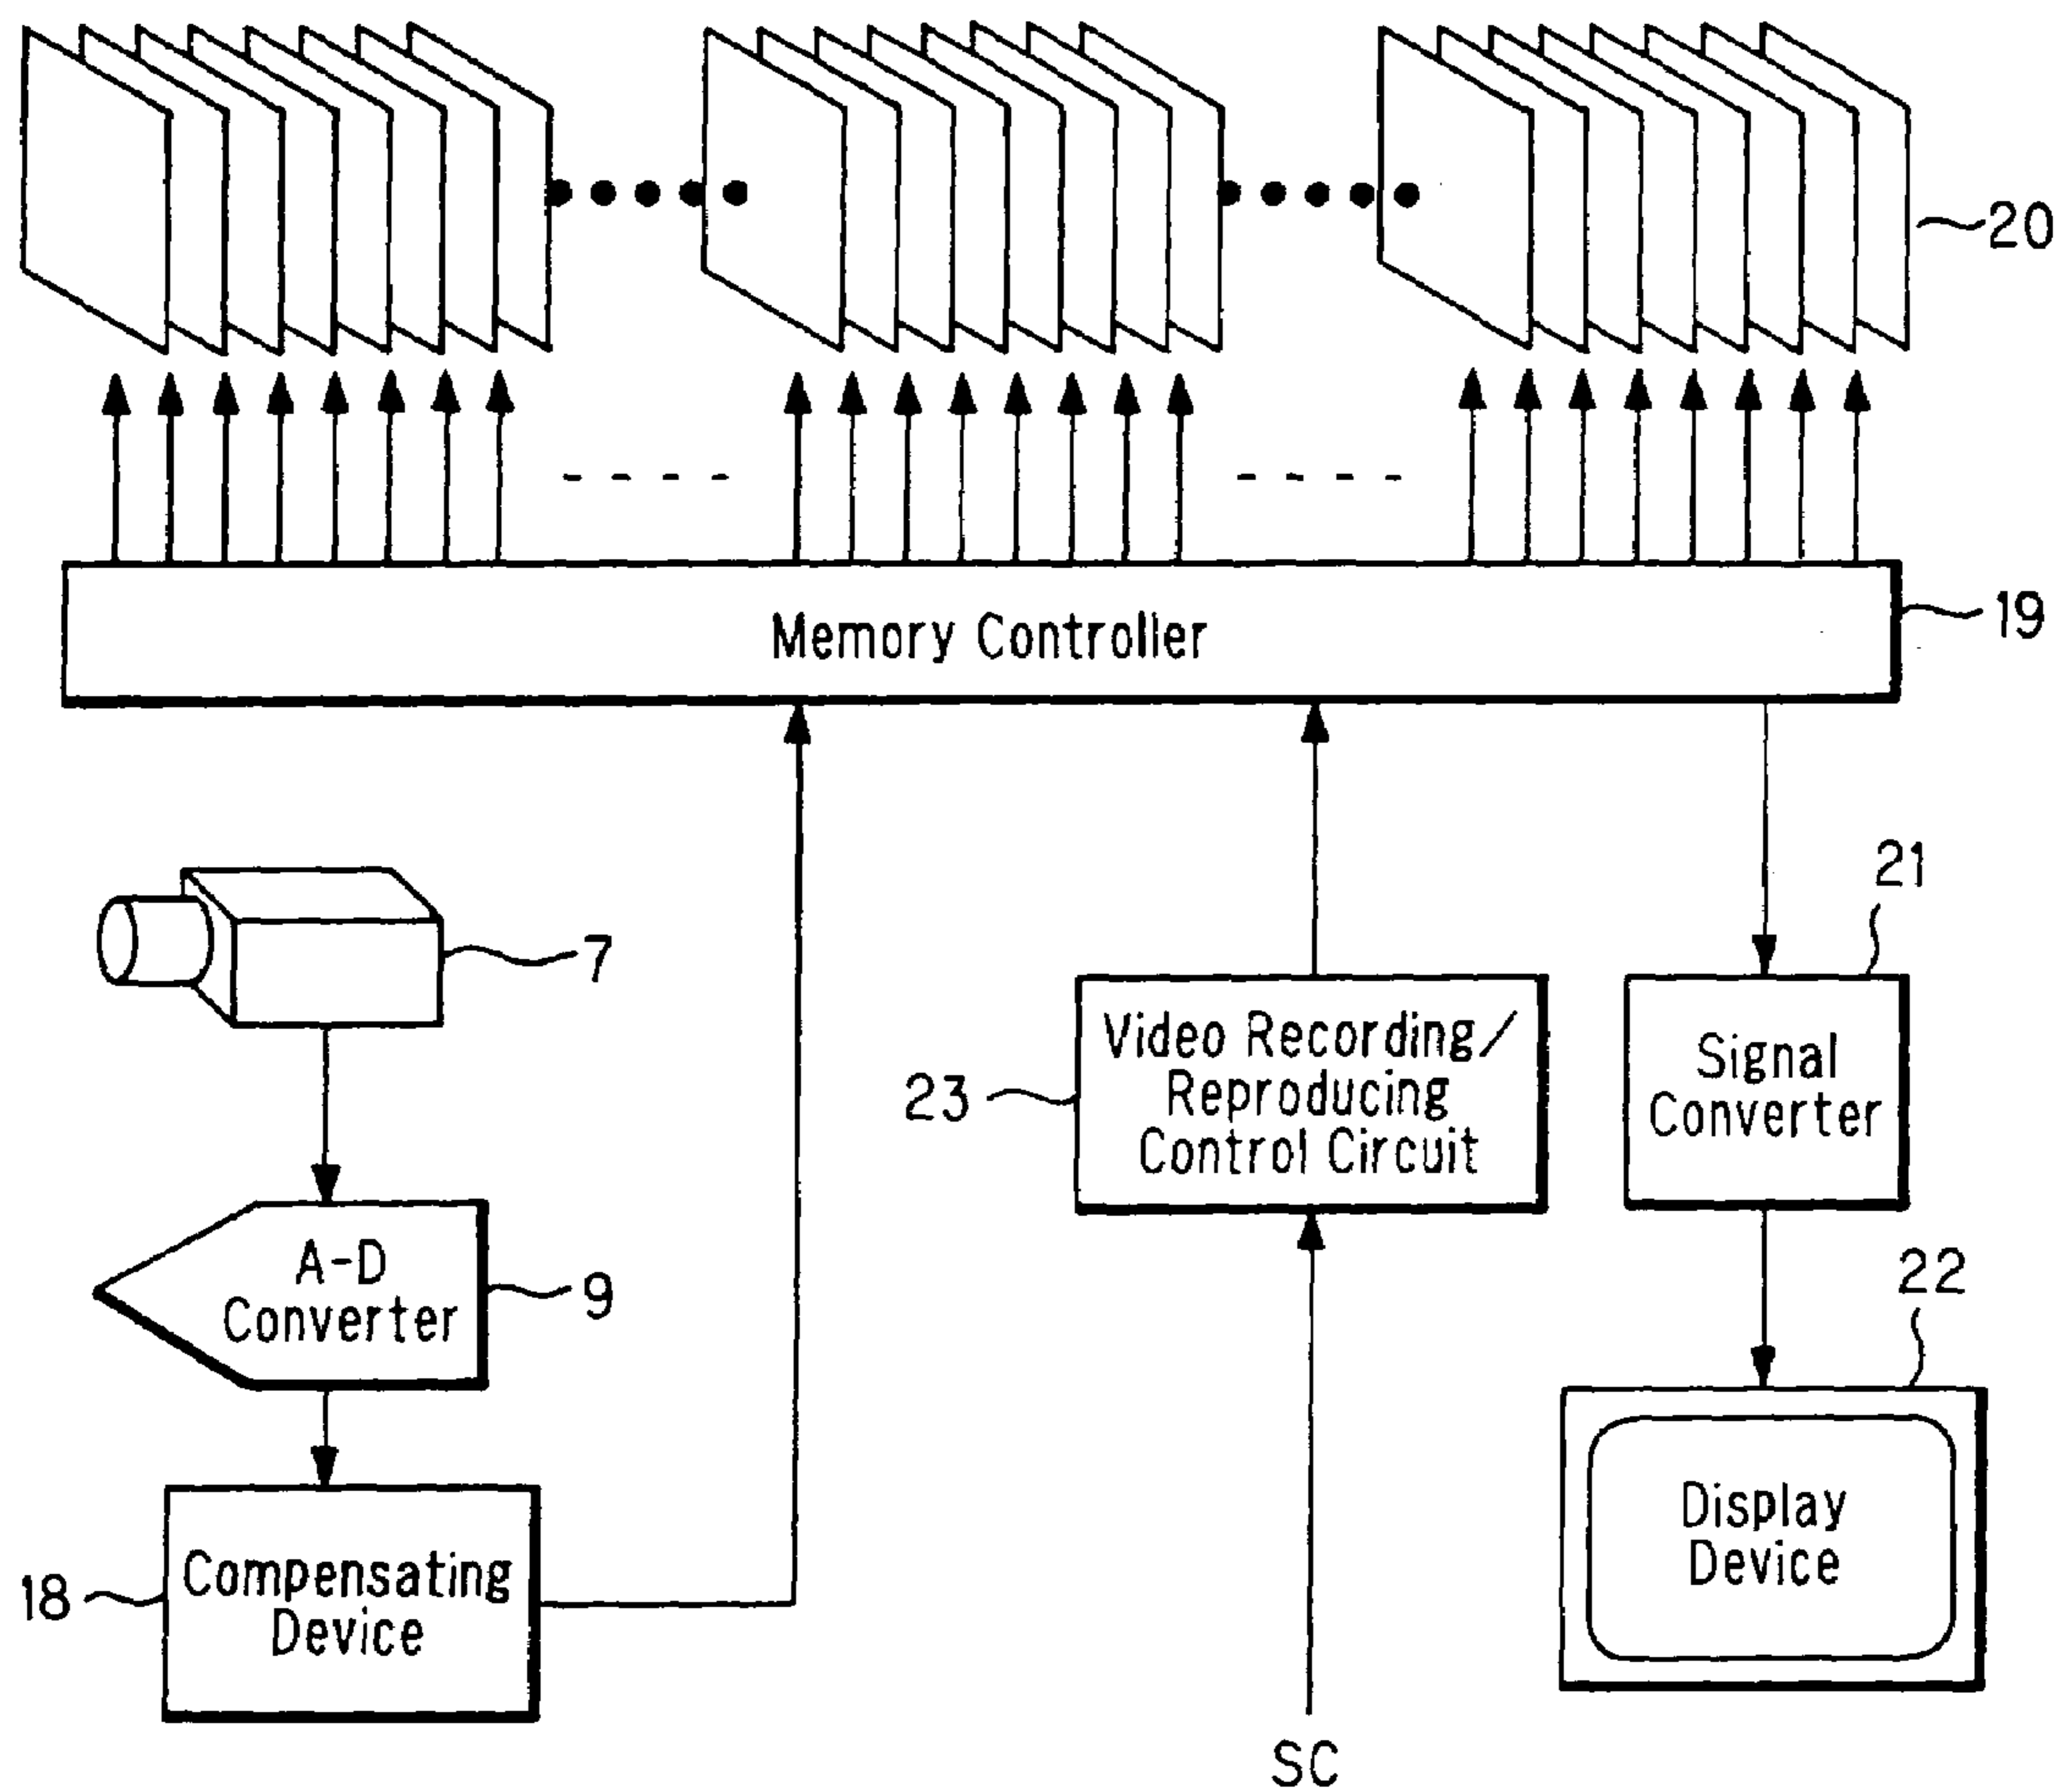 20
Memory Controller
19
7
21
Video Recording/
Reproducing
Control Circuit
23
Signal
Converter
A-D
Converter
9
22
Compensating
Device
18
Display
Device
SC